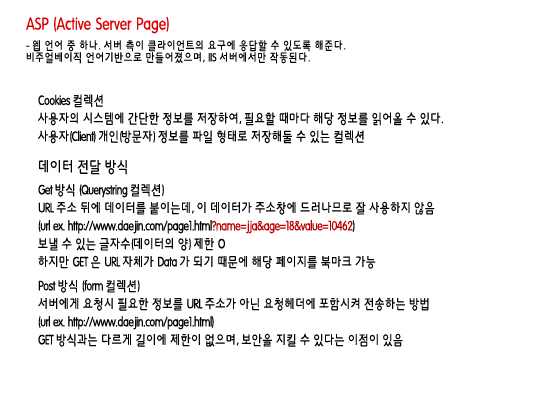 ASP (Active Server Page)
- 웹 언어 중 하나. 서버 측이 클라이언트의 요구에 응답할 수 있도록 해준다.
비주얼베이직 언어기반으로 만들어졌으며, IIS 서버에서만 작동된다.
Cookies 컬렉션
사용자의 시스템에 간단한 정보를 저장하여, 필요할 때마다 해당 정보를 읽어올 수 있다.
사용자(Client) 개인(방문자) 정보를 파일 형태로 저장해둘 수 있는 컬렉션
데이터 전달 방식
Get 방식 (Querystring 컬렉션)
URL 주소 뒤에 데이터를 붙이는데, 이 데이터가 주소창에 드러나므로 잘 사용하지 않음
(url ex. http://www.daejin.com/page1.html?name=jja&age=18&value=10462)
보낼 수 있는 글자수(데이터의 양) 제한 O
하지만 GET 은 URL 자체가 Data 가 되기 때문에 해당 페이지를 북마크 가능
Post 방식 (form 컬렉션)
서버에게 요청시 필요한 정보를 URL 주소가 아닌 요청헤더에 포함시켜 전송하는 방법
(url ex. http://www.daejin.com/page1.html)
GET 방식과는 다르게 길이에 제한이 없으며, 보안을 지킬 수 있다는 이점이 있음